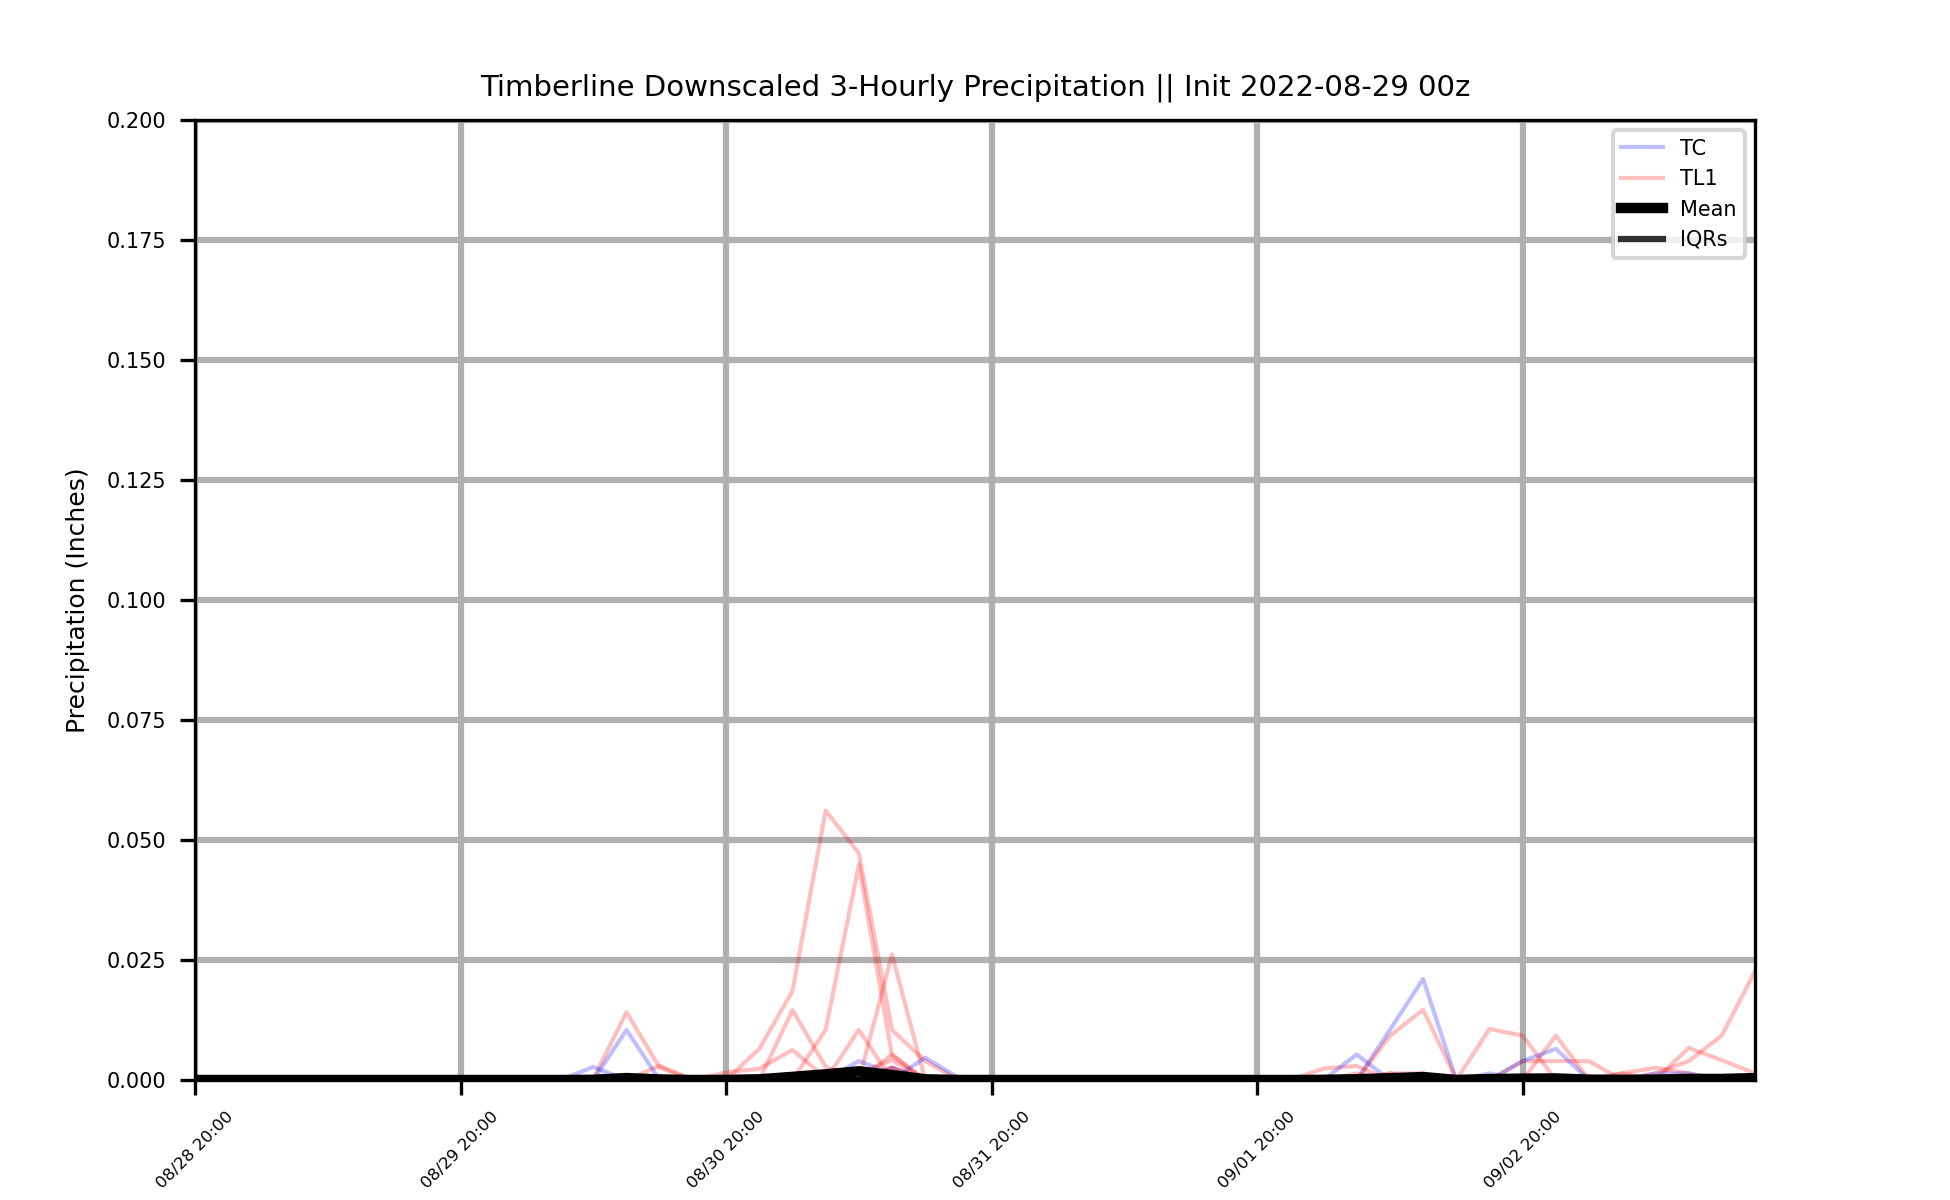 Timberline Downscaled 3-Hourly Precipitation || Init 2022-08-29 00z
TC
TL1
Mean
IQRs
Precipitation (Inches)
0.200
0.175
0.150
0.125
0.100
0.075
0.050
0.025
0.000
08/28 20:00
08/29 20:00
08/30 20:00
08/31 20:00
09/01 20:00
09/02 20:00